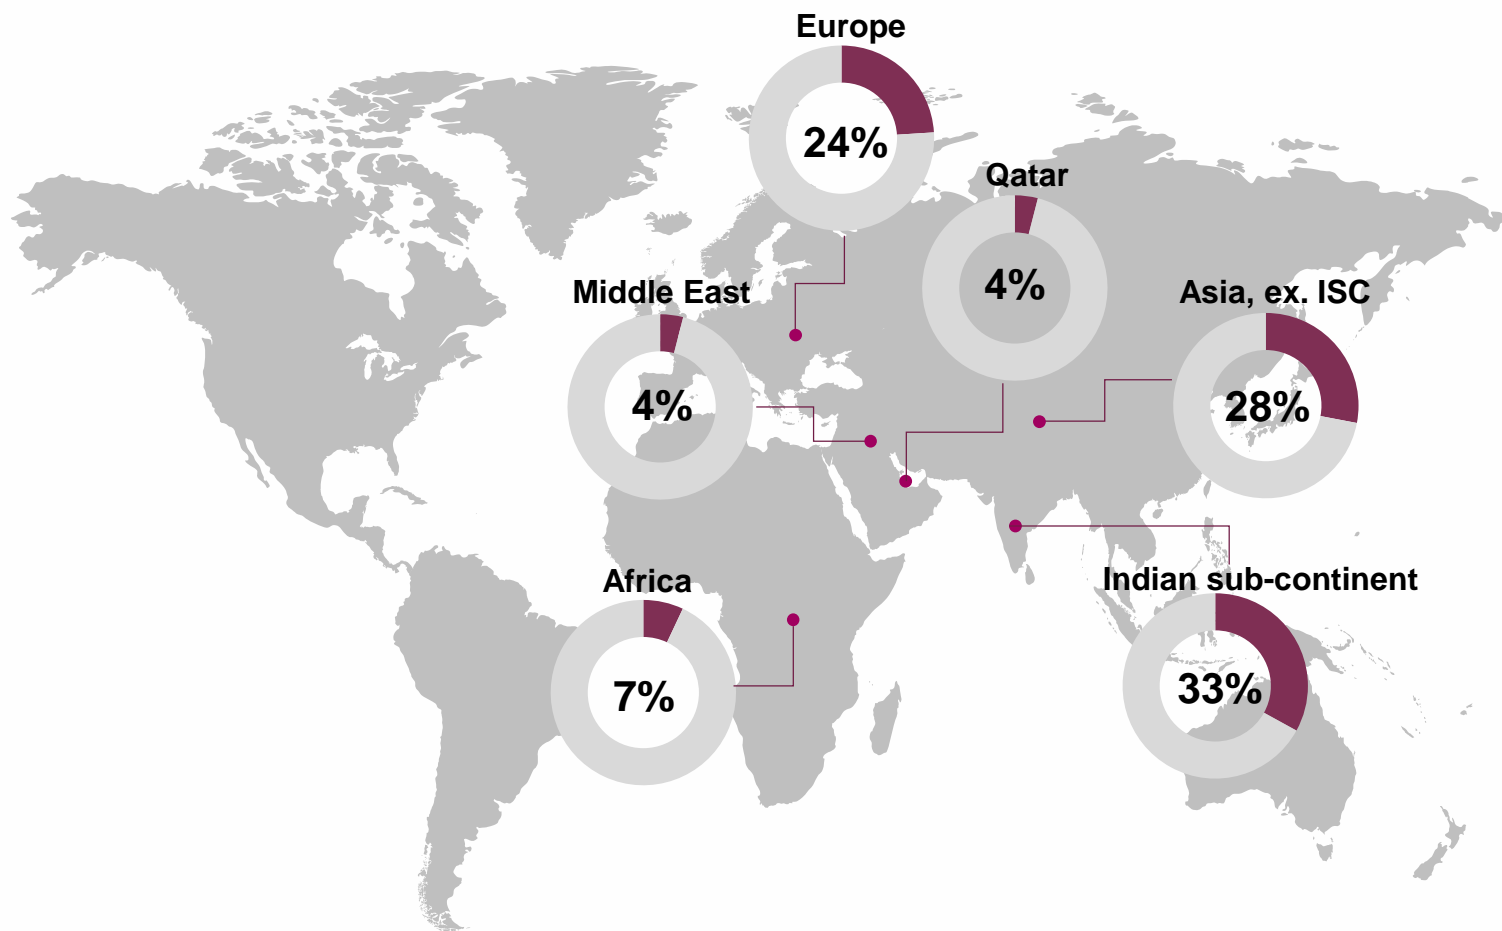 Europe
24%
Qatar
4%
Middle East
4%
Asia, ex. ISC
28%
Africa
7%
Indian sub-continent
33%